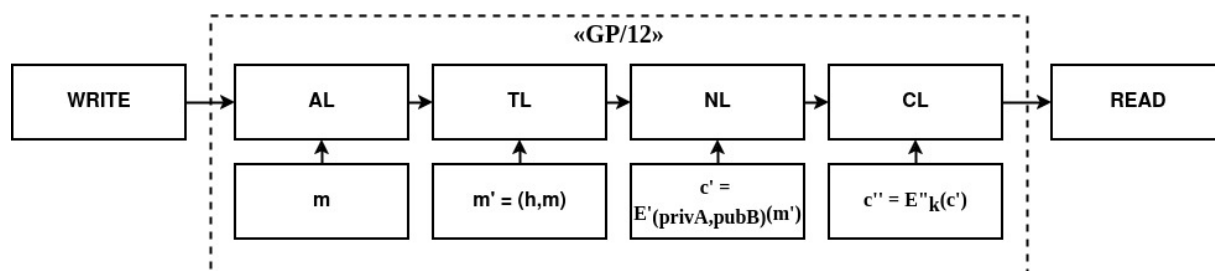 «GP/12»
WRITE
AL
TL
NL
CL
READ
m
m' = (h,m)
c' =
E'(privA,pubB)(m')
c'' = E''k(c')